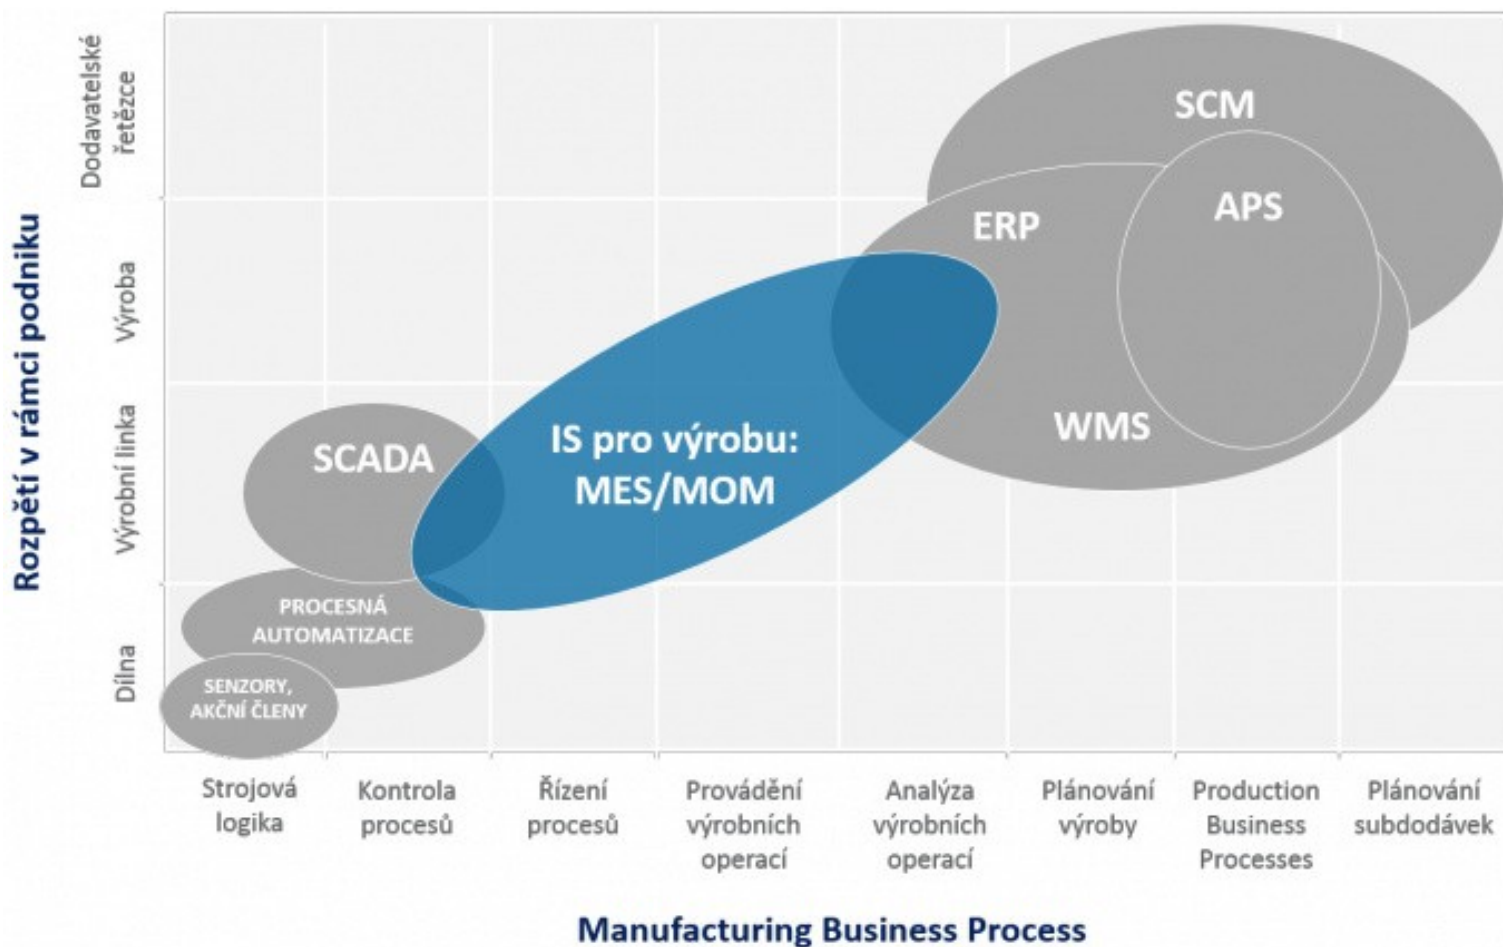 Rozpětí v rámci podniku
Dodavatelské
řetězce
Výroba
Výrobní linka
Dílna
SCM
APS
ERP
WMS
IS pro výrobu:
MES/MOM
SCADA
PROCESNÁ
AUTOMATIZACE
SENZORY,
AKČNÍ ČLENY
Strojová
logika
Kontrola
procesů
Řízení
procesů
Provádění
výrobních
operací
Analýza
výrobních
operací
Plánování
výroby
Production
Business
Processes
Plánování
subdodávek
Manufacturing Business Process